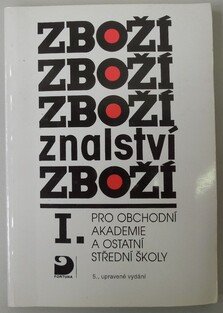 ZBOŽÍ
ZBOŽÍ
ZBOŽÍ
znalství
ZBOŽÍ
I. PRO OBCHODNÍ
AKADEMIE
A OSTATNÍ
STŘEDNÍ ŠKOLY
5., upravené vydání
FORTUNA